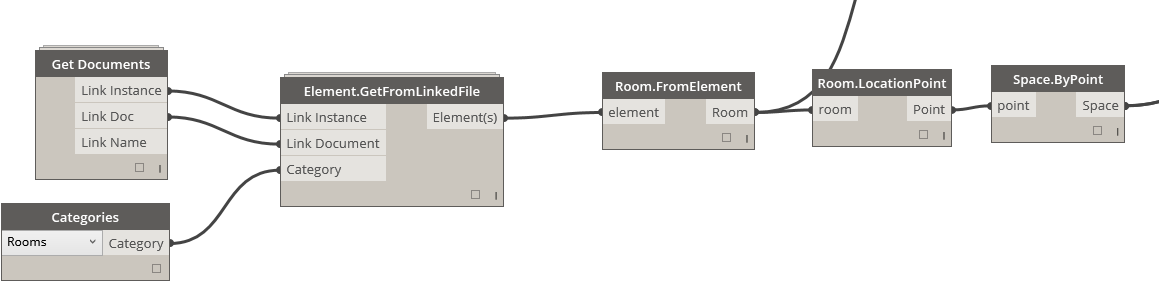 Get Documents
Link Instance
Link Doc
Link Name
Categories
Rooms
Category
Element.GetFromLinkedFile
Link Instance
Element(s)
Link Document
Category
Room.FromElement
element
Room
Room.LocationPoint
room
Point
Space.ByPoint
point
Space